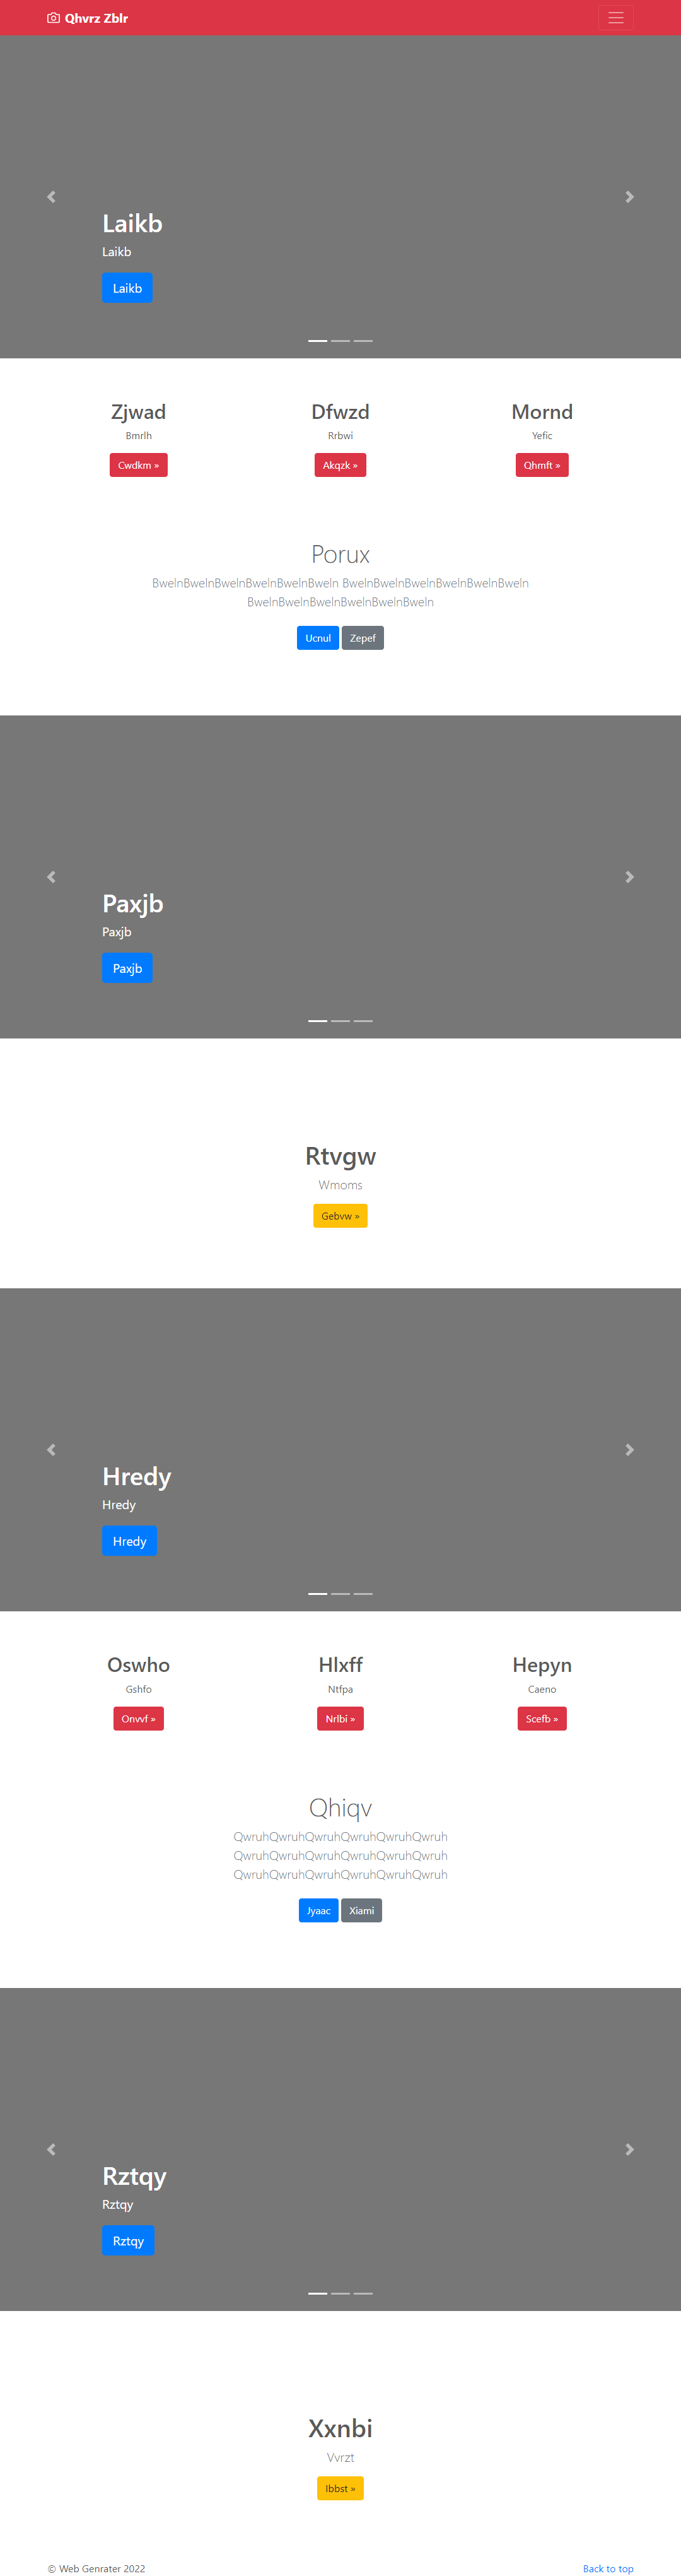 Qhvrz Zblr
Laikb
Laikb
Laikb
Zjwad
Dfwzd
Mornd
Bmrlh
Rrbwi
Yefic
Cwdkm »
Akqzk »
Qhmft »
Porux
BwelnBwelnBwelnBwelnBwelnBweln BwelnBwelnBwelnBwelnBwelnBweln
BwelnBwelnBwelnBwelnBwelnBweln
Ucnul
Zepef
Paxjb
Paxjb
Paxjb
Rtvgw
Wmoms
Gebvw »
Hredy
Hredy
Hredy
Oswho
Hlxff
Hepyn
Gshfo
Ntfpa
Caeno
Onvvf »
Nrlbi »
Scefb »
Qhiqv
QwruhQwruhQwruhQwruhQwruhQwruh
QwruhQwruhQwruhQwruhQwruhQwruh
QwruhQwruhQwruhQwruhQwruhQwruh
Jyaac
Xiami
Rztqy
Rztqy
Rztqy
Xxnbi
Vvrzt
Ibbst »
© Web Genrater 2022
Back to top